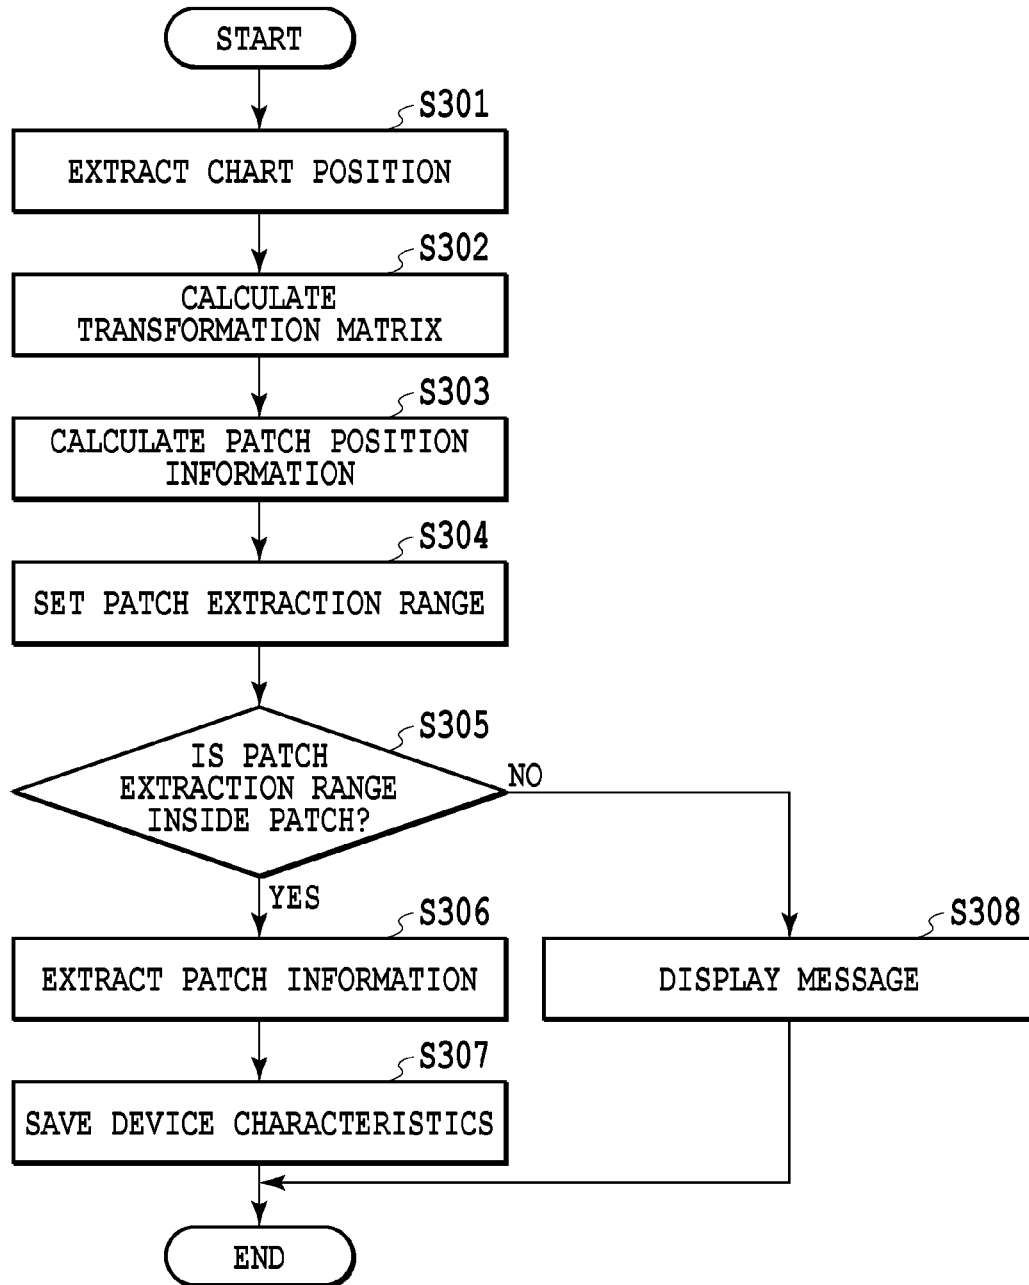 START
S301
EXTRACT CHART POSITION
S302
CALCULATE
TRANSFORMATION MATRIX
S303
CALCULATE PATCH POSITION
INFORMATION
S304
SET PATCH EXTRACTION RANGE
S305
IS PATCH
EXTRACTION RANGE
INSIDE PATCH?
NO
YES
S306
EXTRACT PATCH INFORMATION
S308
DISPLAY MESSAGE
S307
SAVE DEVICE CHARACTERISTICS
END